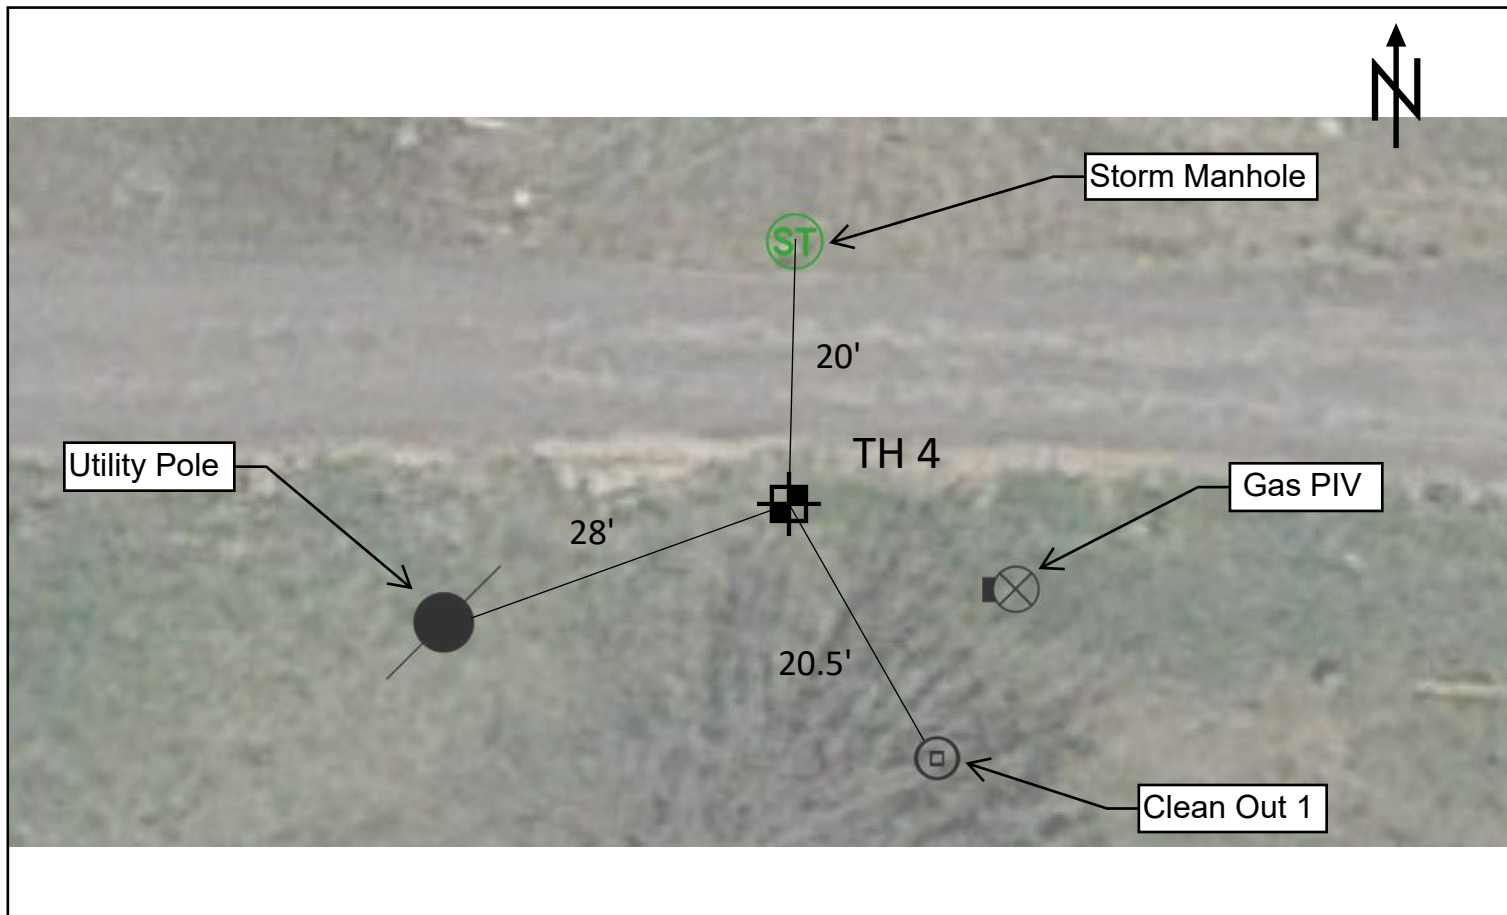 N
Storm Manhole
ST
20'
TH 4
Utility Pole
Gas PIV
28'
20.5'
Clean Out 1